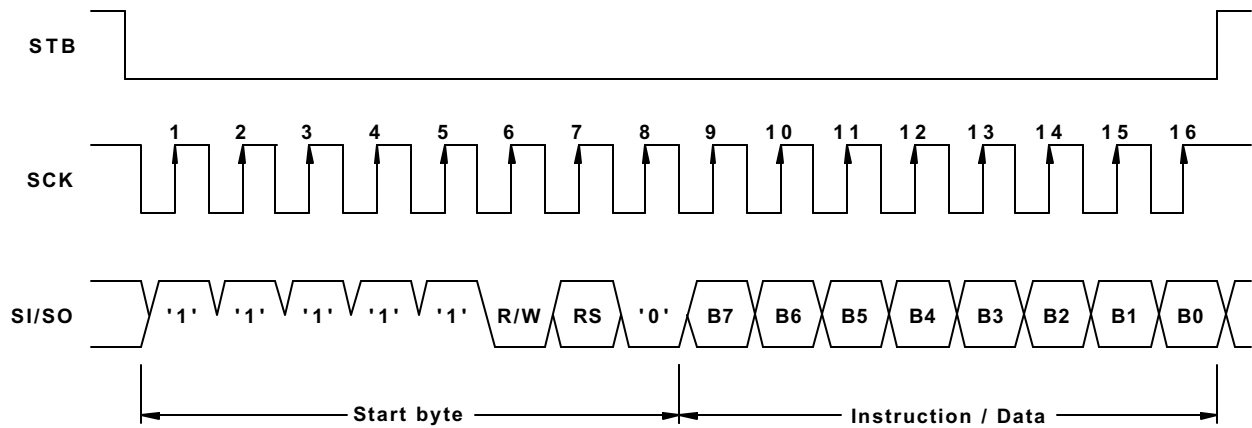 STB
1 2 3 4 5 6 7 8 9 10 11 12 13 14 15 16
SCK
SI/SO '1' '1' '1' '1' '1' R/W RS '0' B7 B6 B5 B4 B3 B2 B1 B0
Start byte Instruction / Data